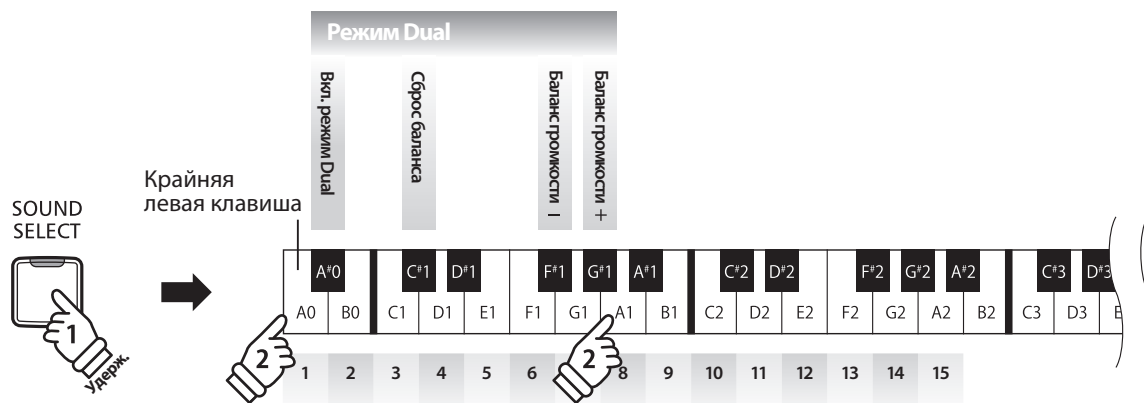 Режим Dual
Вкл. режим Dual
Сброс баланса
Баланс громкости –
Баланс громкости +
Крайняя
левая клавиша
SOUND
SELECT
A#0 C#1 D#1 F#1 G#1 A#1 C#2 D#2 F#2 G#2 A#2 C#3 D#3
A0 B0 C1 D1 E1 F1 G1 A1 B1 C2 D2 E2 F2 G2 A2 B2 C3 D3
1
Удерж.
2
2
1 2 3 4 5 6 8 9 10 11 12 13 14 15